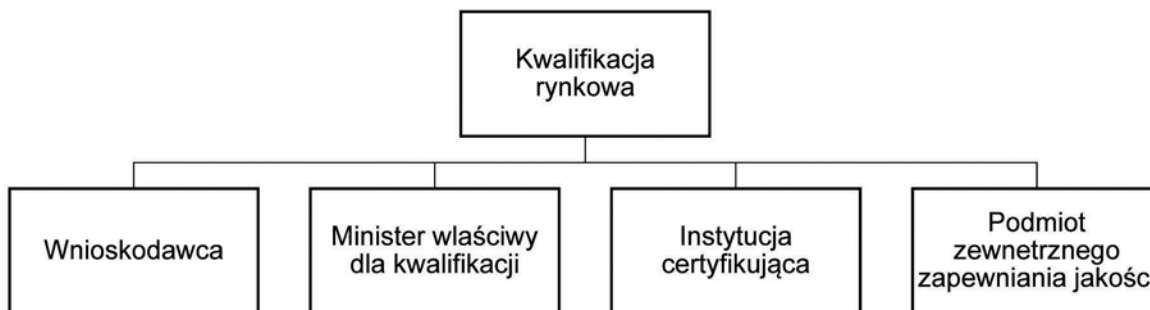 Kwalifikacja
rynkowa
Wnioskodawca
Minister wlaściwy
dla kwalifikacji
Instytucja
certyfikująca
Podmiot
zewnetrznego
zapewniania jakośc